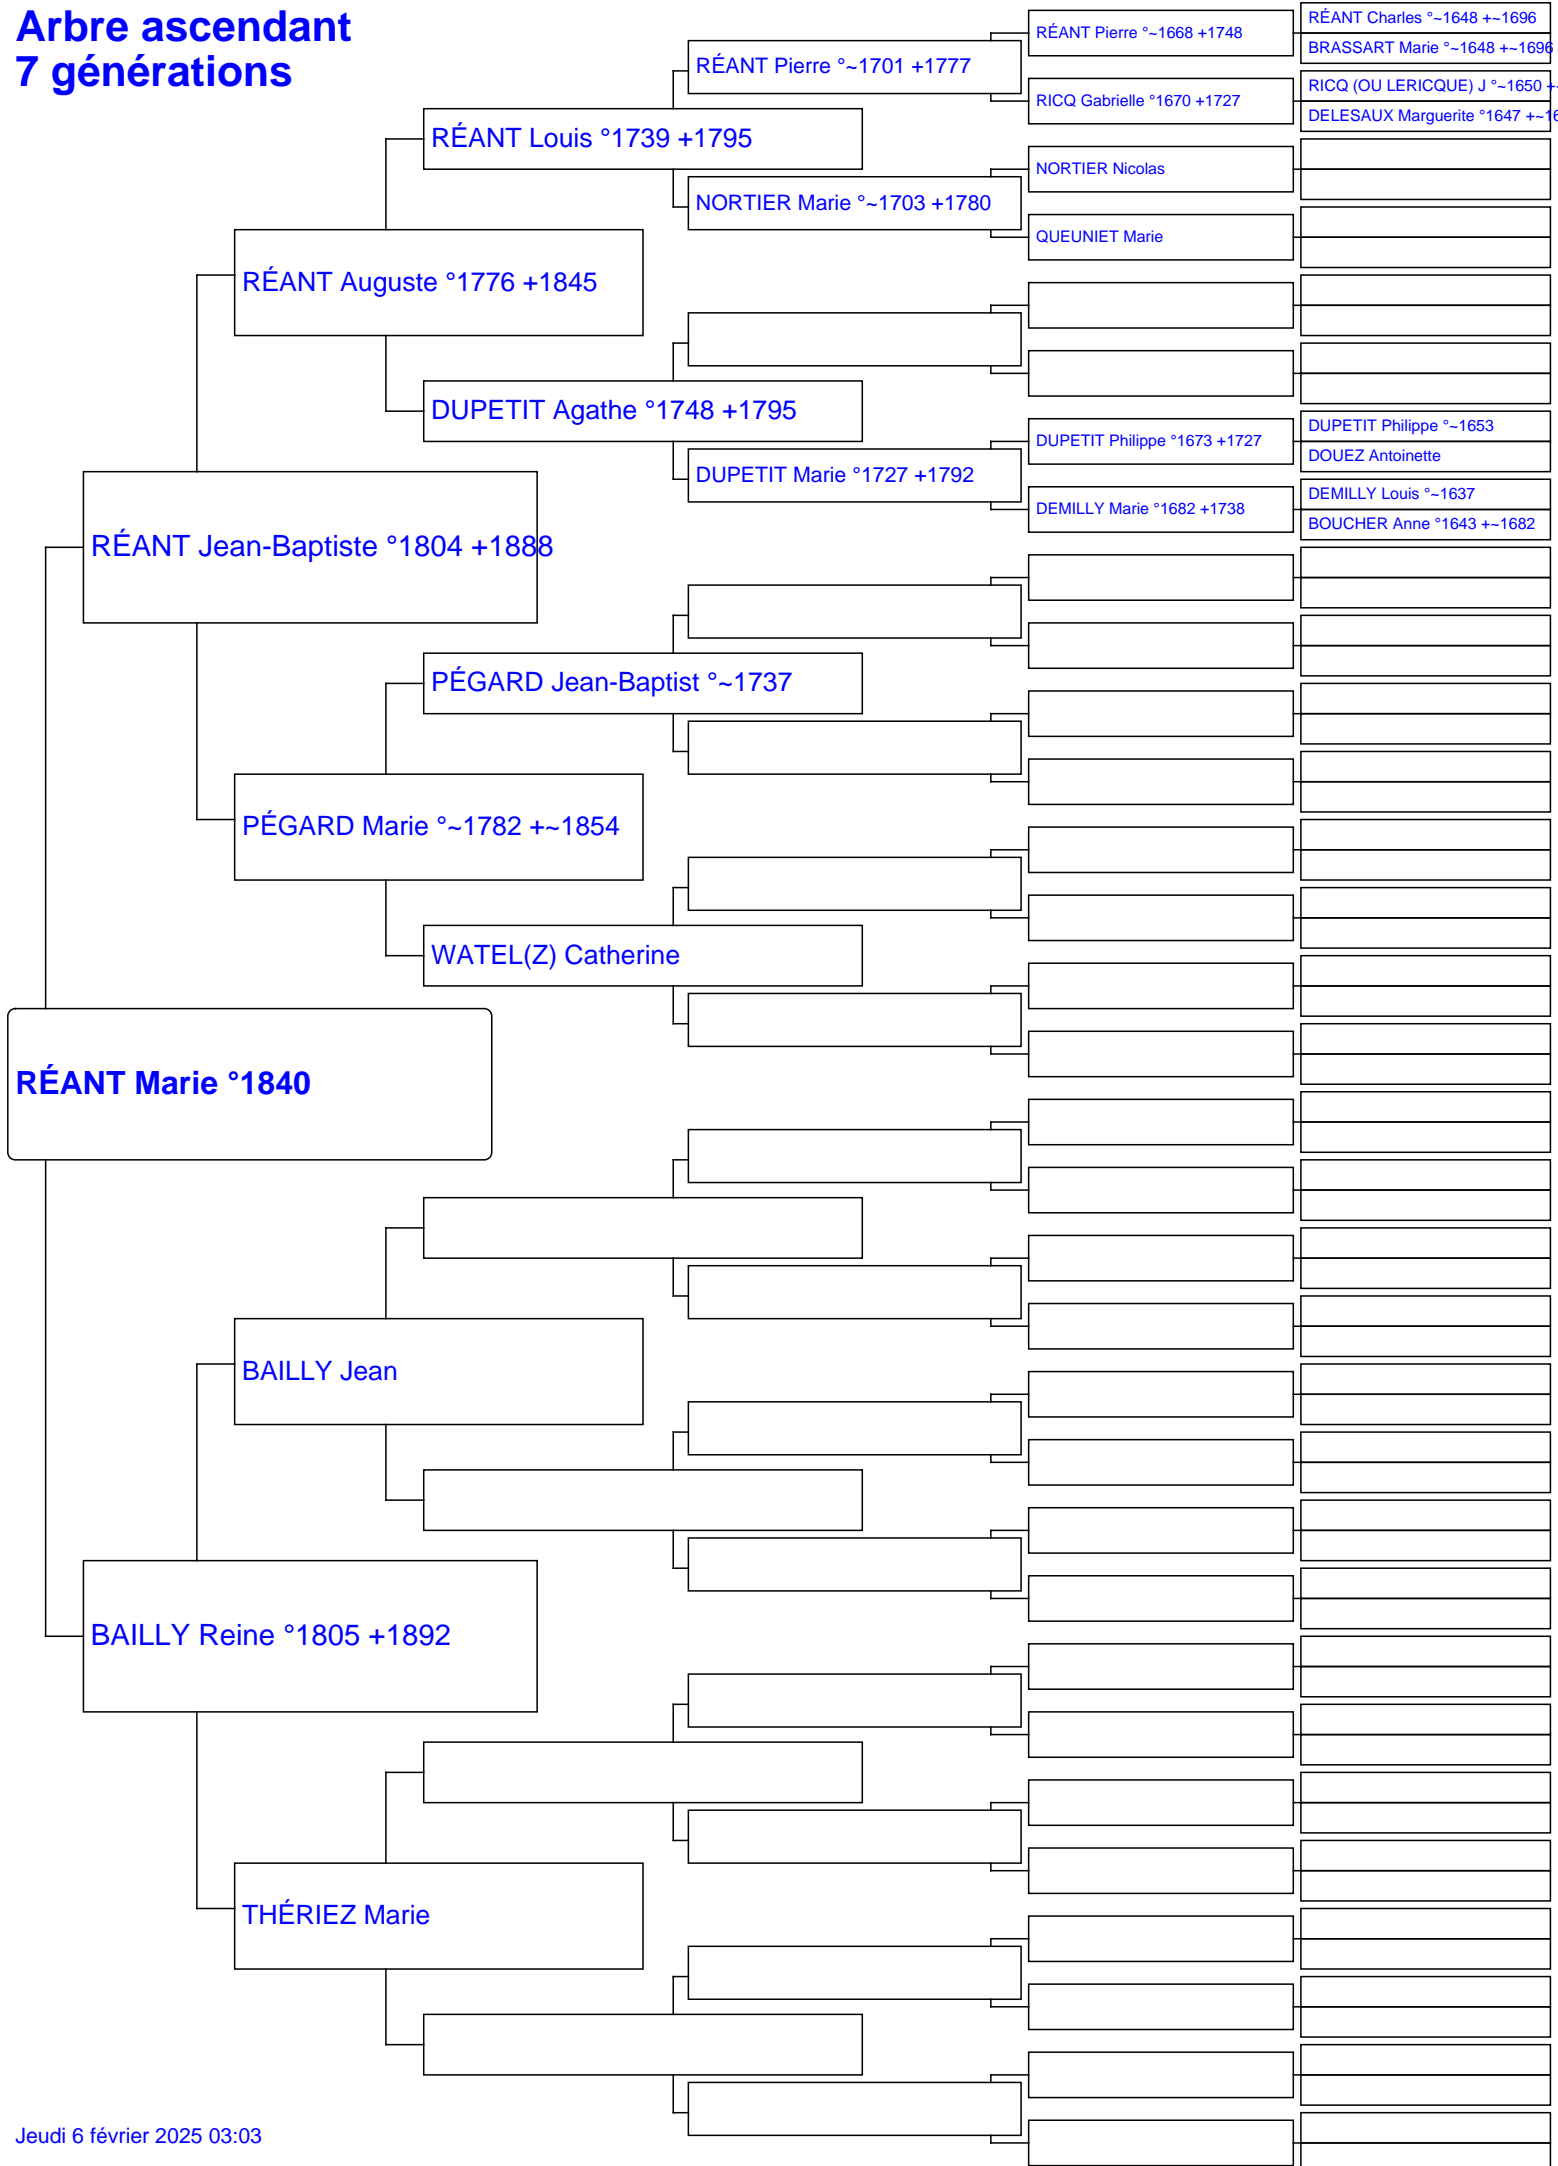 Arbre ascendant
7 générations
RÉANT Charles °~1648 +~1696
RÉANT Pierre °~1668 +1748
BRASSART Marie °~1648 +~1696
RÉANT Pierre °~1701 +1777
RICQ (OU LERICQUE) J °~1650 +
RICQ Gabrielle °1670 +1727
DELESAUX Marguerite °1647 +~16
RÉANT Louis °1739 +1795
NORTIER Nicolas
NORTIER Marie °~1703 +1780
QUEUNIET Marie
RÉANT Auguste °1776 +1845
DUPETIT Agathe °1748 +1795
DUPETIT Philippe °~1653
DUPETIT Philippe °1673 +1727
DOUEZ Antoinette
DUPETIT Marie °1727 +1792
DEMILLY Louis °~1637
DEMILLY Marie °1682 +1738
BOUCHER Anne °1643 +~1682
RÉANT Jean-Baptiste °1804 +1888
PÉGARD Jean-Baptist °~1737
PÉGARD Marie °~1782 +~1854
WATEL(Z) Catherine
RÉANT Marie °1840
BAILLY Jean
BAILLY Reine °1805 +1892
THÉRIEZ Marie
Jeudi 6 février 2025 03:03